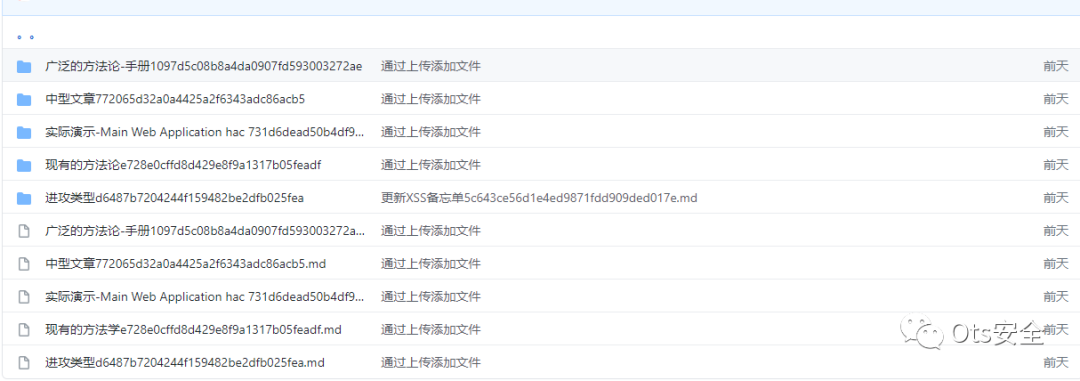 ..
广泛的方法论-手册1097d5c08b8a4da0907fd593003272ae 通过上传添加文件 前天
中型文章772065d32a0a4425a2f6343adc86acb5 通过上传添加文件 前天
实际演示-Main Web Application hac 731d6dead50b4df9... 通过上传添加文件 前天
现有的方法论e728e0cffd8d429e8f9a1317b05feadf 通过上传添加文件 前天
进攻类型d6487b7204244f159482be2dfb025fea 更新XSS备忘单5c643ce56d1e4ed9871fdd909ded017e.md 前天
广泛的方法论-手册1097d5c08b8a4da0907fd593003272a... 通过上传添加文件 前天
中型文章772065d32a0a4425a2f6343adc86acb5.md 通过上传添加文件 前天
实际演示-Main Web Application hac 731d6dead50b4df9... 通过上传添加文件 前天
现有的方法学e728e0cffd8d429e8f9a1317b05feadf.md 通过上传添加文件 前天
Ots安全
进攻类型d6487b7204244f159482be2dfb025fea.md 通过上传添加文件 前天